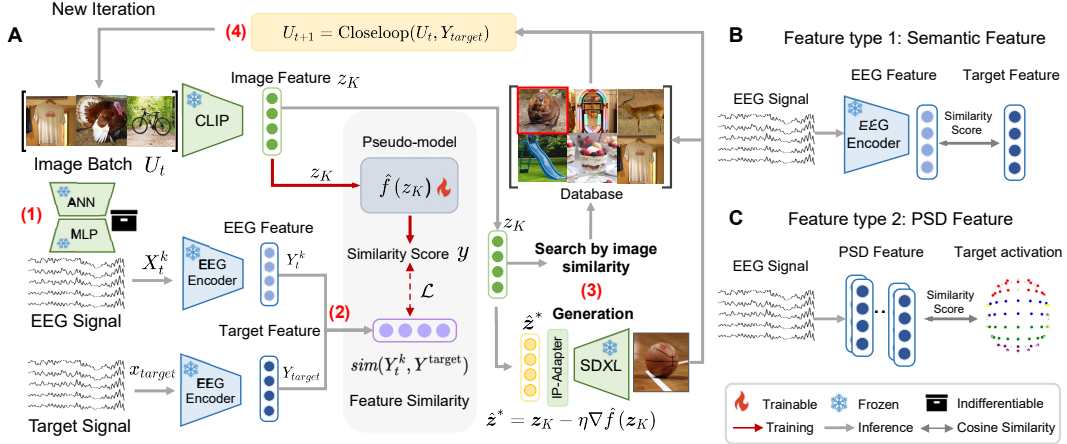 New Iteration
A
(4)
U_{t+1} = Closeloop(U_t, Y_{target})
Image Feature z_K
CLIP
Image Batch U_t
Pseudo-model
z_K
f̂ (z_K)
Similarity Score y
ℒ
(1)
ANN
MLP
X_t^k
EEG Signal
EEG
Encoder
EEG Feature
Y_t^k
(2)
Target Feature
x_{target}
Target Signal
EEG
Encoder
Y_{target}
sim(Y_t^k, Y^{target})
Feature Similarity
Database
z_K
Search by image
similarity
(3)
Generation
ẑ*
IP-Adapter
SDXL
ẑ* = z_K − η∇f̂ (z_K)
B
Feature type 1: Semantic Feature
EEG Signal
EEG Feature
Target Feature
EEG
Encoder
Similarity
Score
C
Feature type 2: PSD Feature
EEG Signal
PSD Feature
Target activation
Similarity
Score
Trainable
Frozen
Indifferentiable
Training
Inference
Cosine Similarity